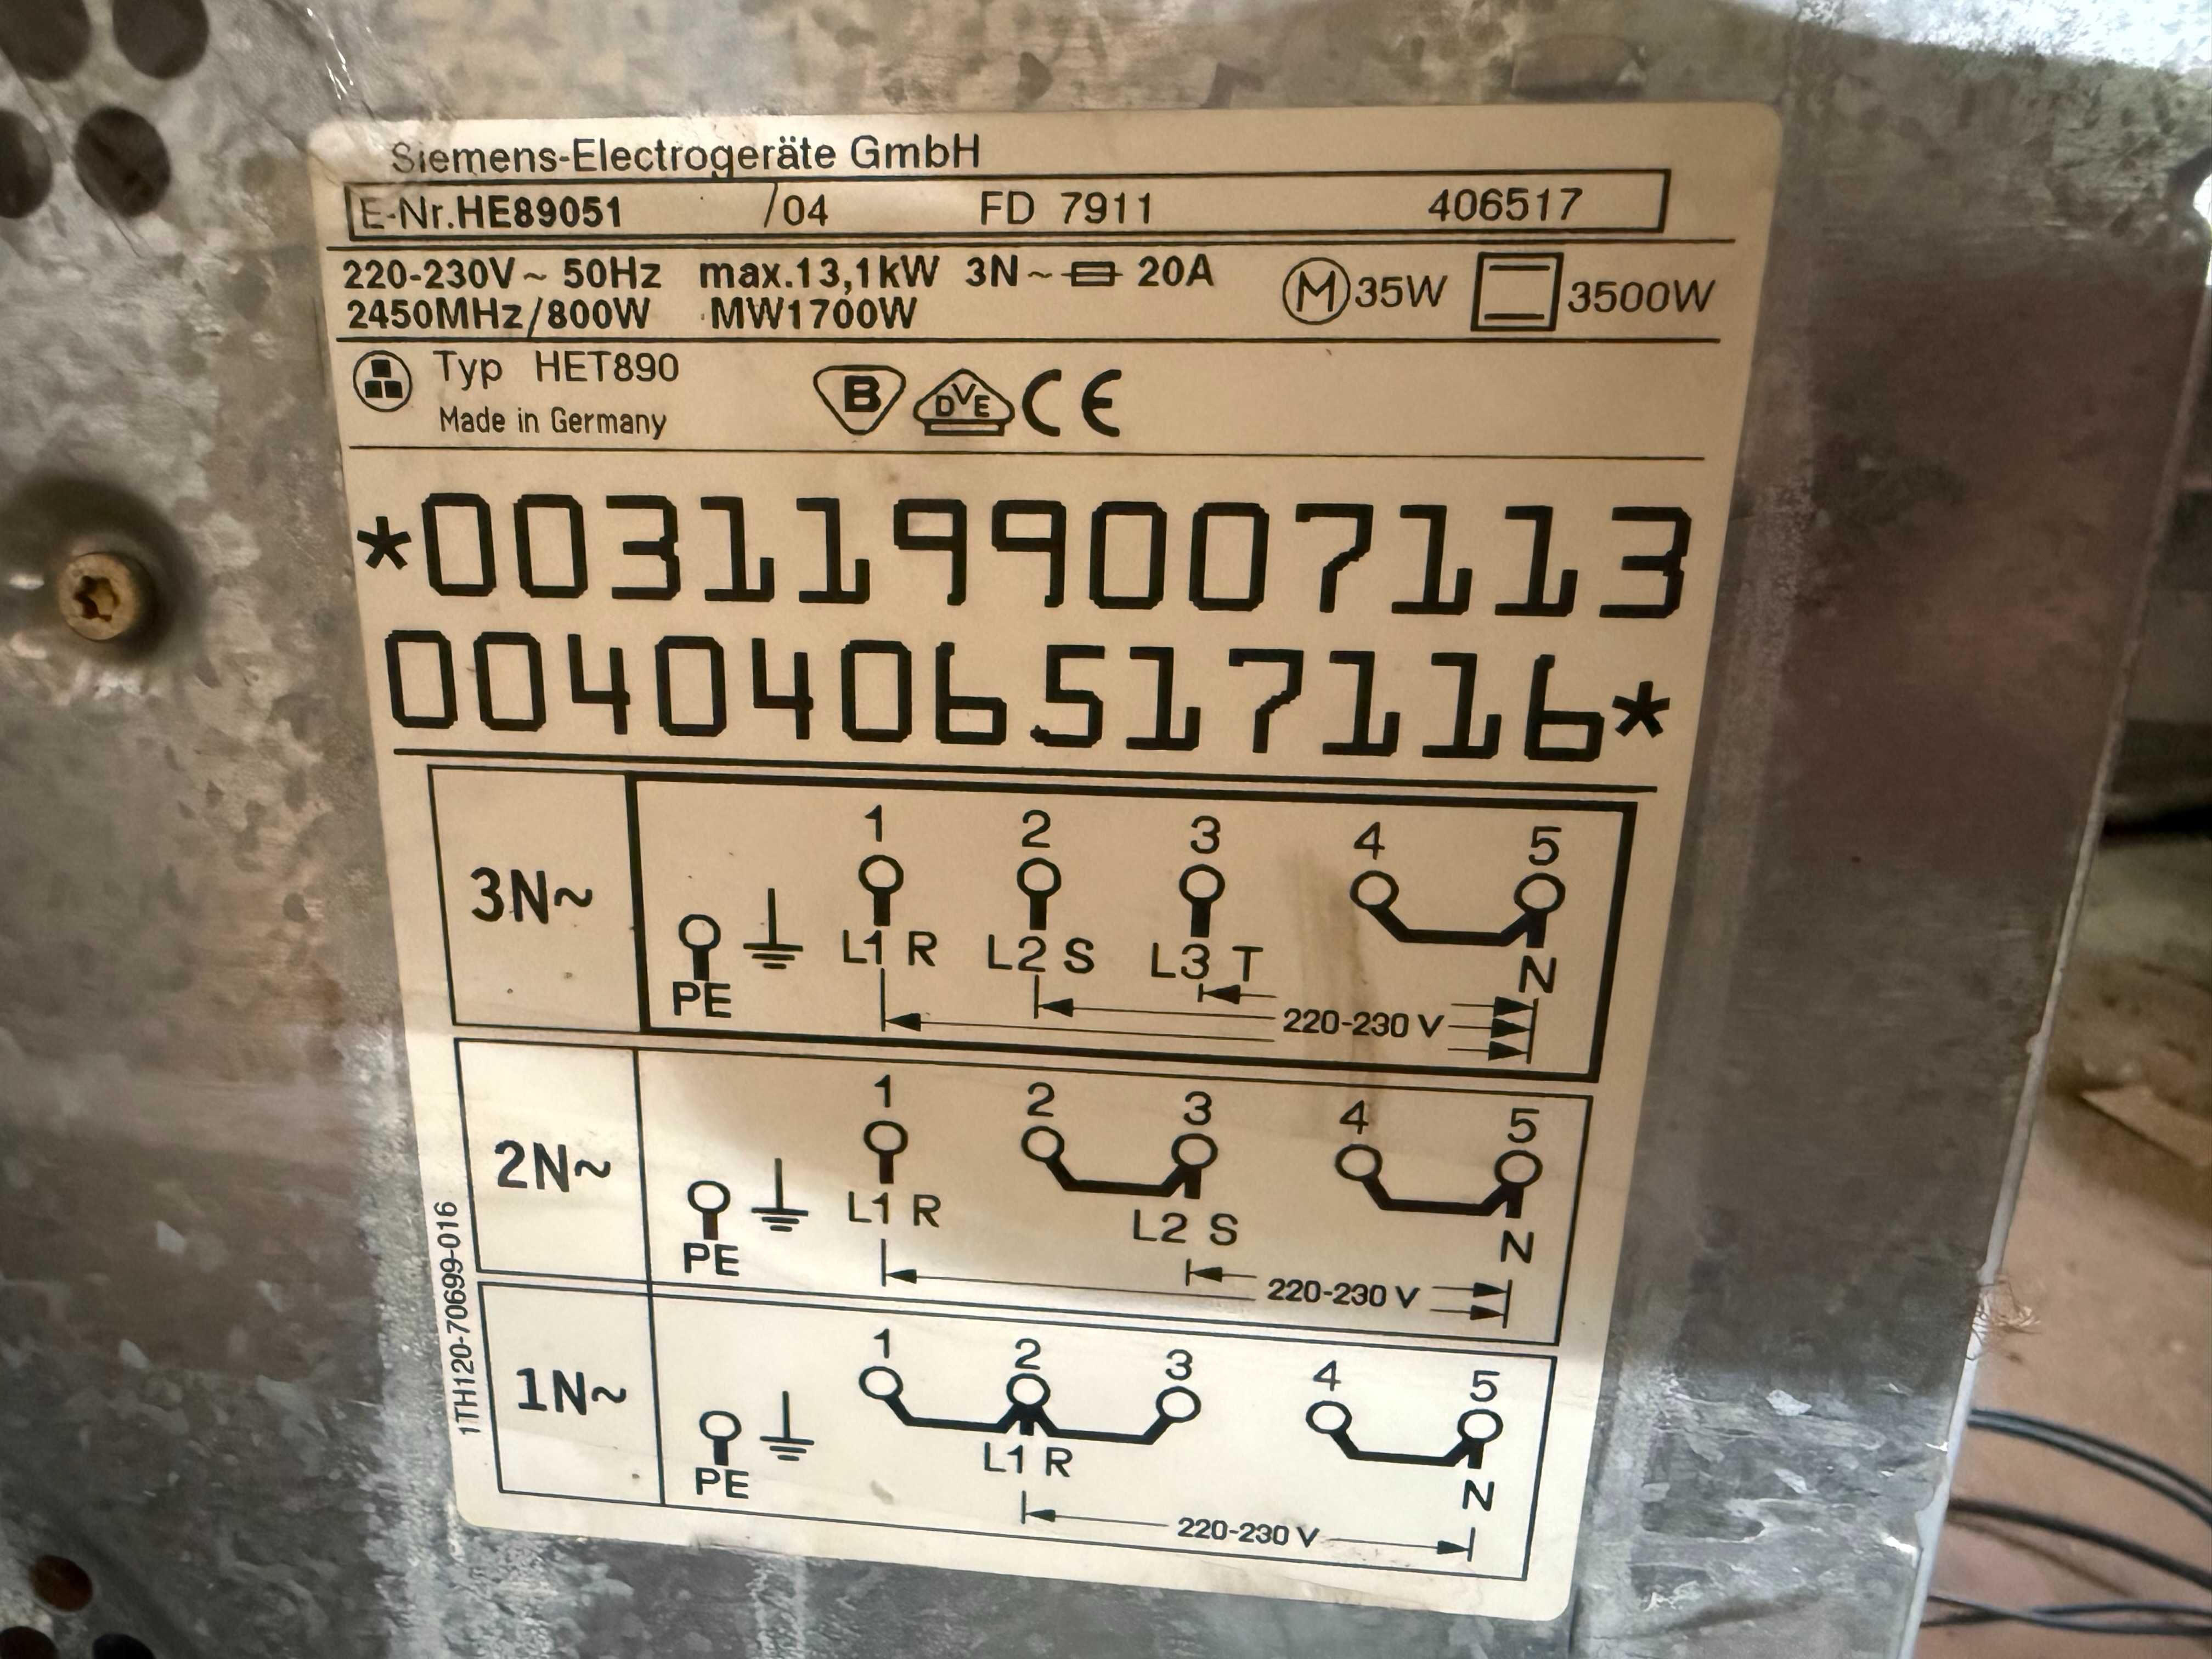 Siemens-Electrogeräte GmbH
E-Nr.HE89051 /04 FD 7911 406517
220-230V~ 50Hz max.13,1kW 3N~ 20A
2450MHz/800W MW1700W
M 35W 3500W
Typ HET890
Made in Germany
B DVE CE
*0031199007113
0040406517116*
3N~
1 2 3 4 5
PE L1 R L2 S L3 T N
220-230 V
2N~
1 2 3 4 5
PE L1 R L2 S N
220-230 V
1N~
1 2 3 4 5
PE L1 R N
220-230 V
1TH120-70699-016